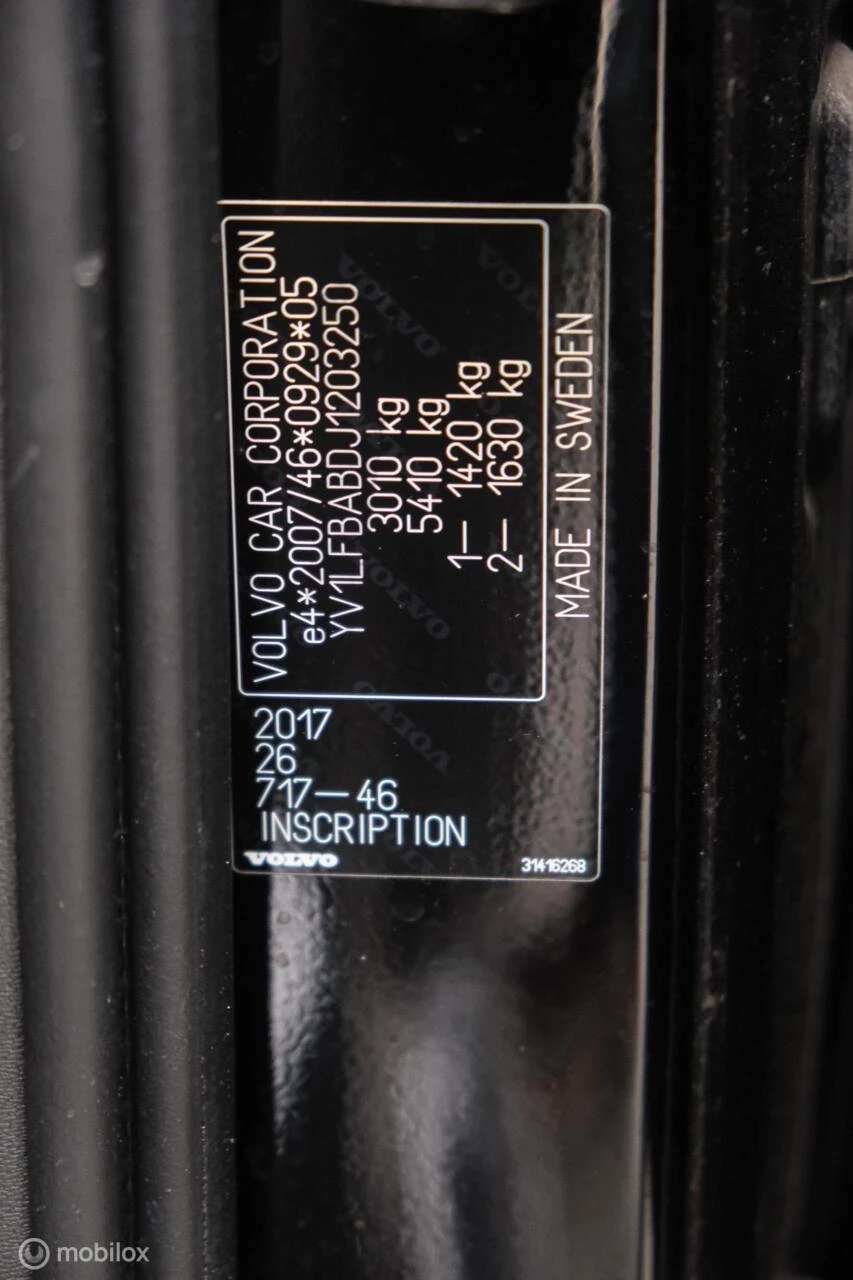 VOLVO CAR CORPORATION
e4*2007/46*0929*05
YV1LFBABDJ1203250
3010 kg
5410 kg
1— 1420 kg
2— 1630 kg
MADE IN SWEDEN
2017
26
717—46
INSCRIPTION
VOLVO
31416268
mobilox